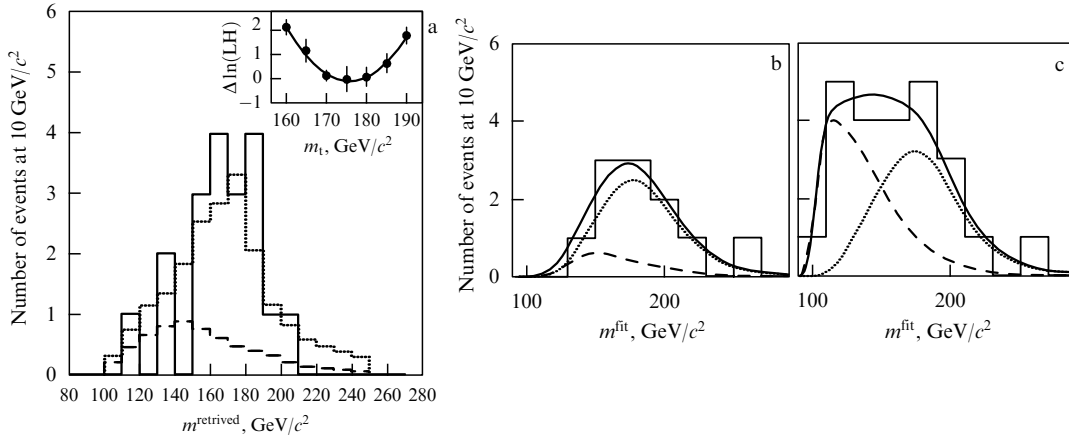 Number of events at 10 GeV/c²
6
5
4
3
2
1
0
80 100 120 140 160 180 200 220 240 260 280
m^retrived, GeV/c²
a
Δ ln(LH)
2
1
0
−1
160 170 180 190
m_t, GeV/c²
Number of events at 10 GeV/c²
6
4
2
0
b
100 200
m^fit, GeV/c²
c
100 200
m^fit, GeV/c²